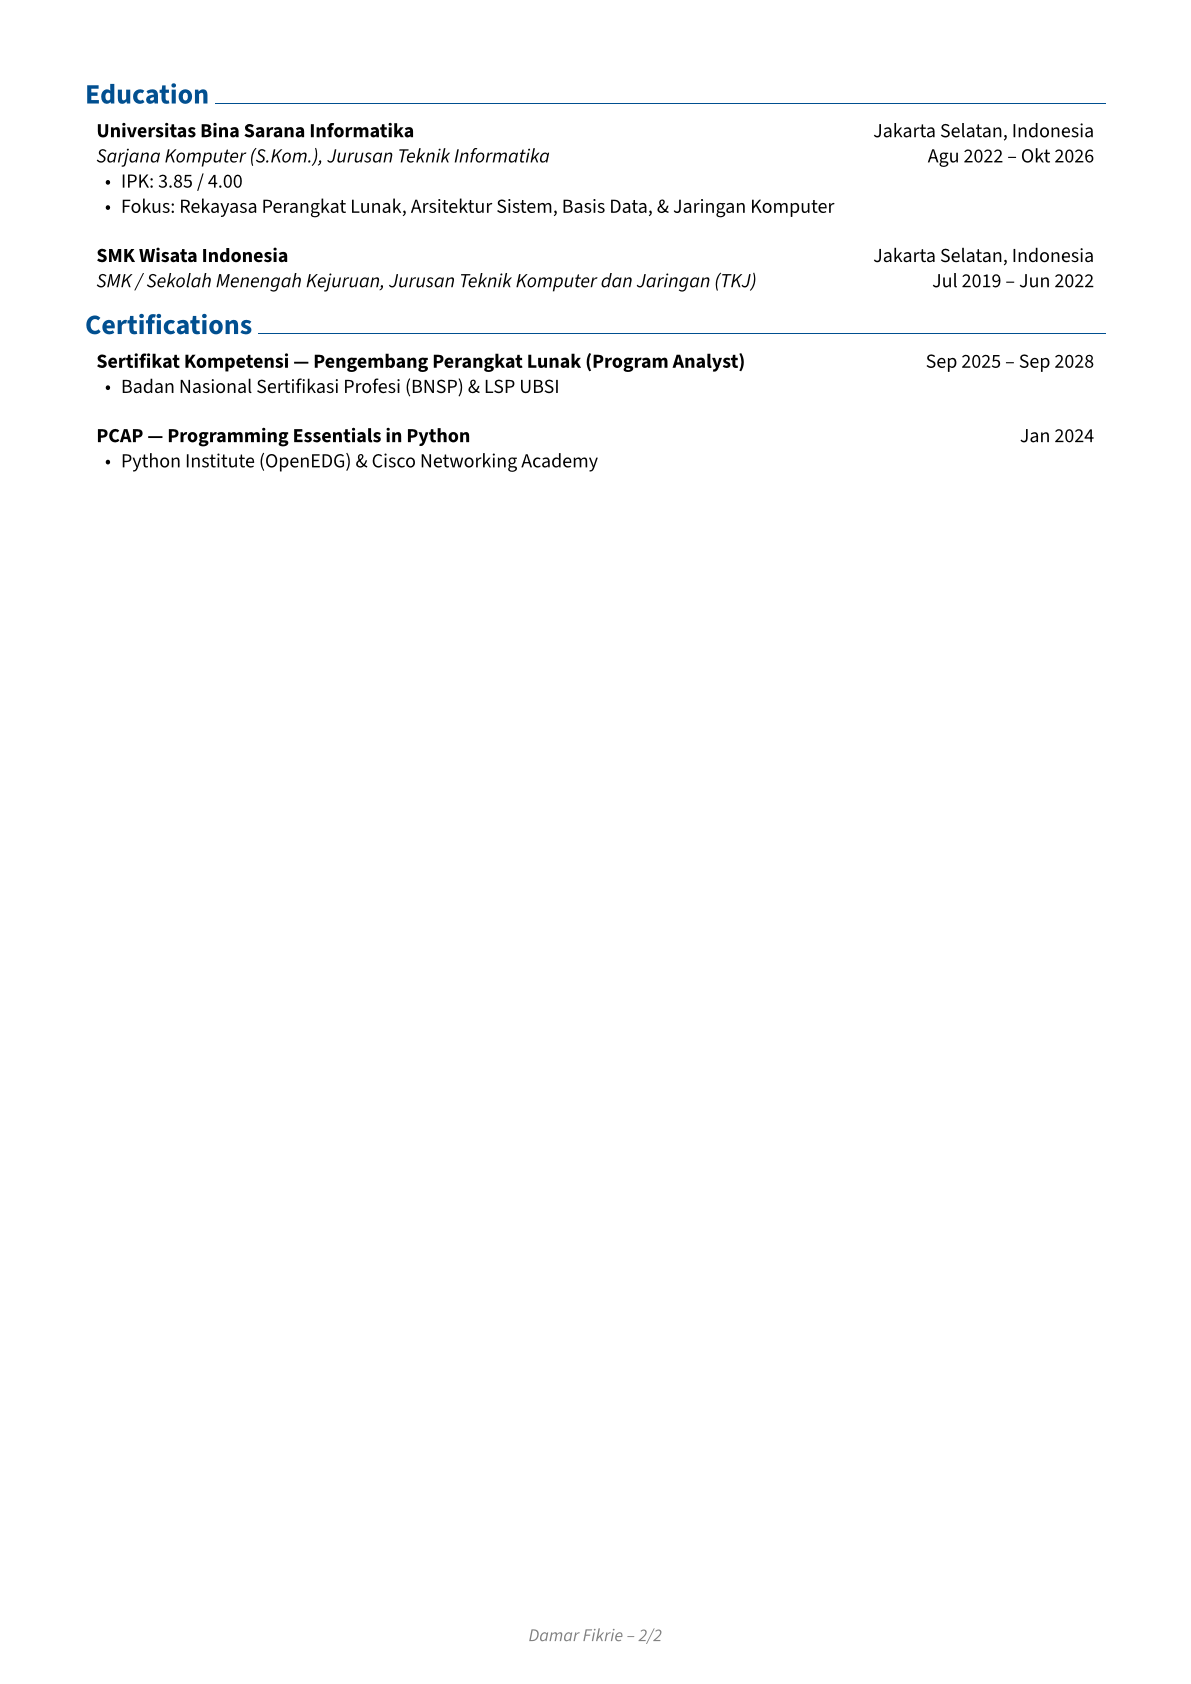 Education
Universitas Bina Sarana Informatika Jakarta Selatan, Indonesia
Sarjana Komputer (S.Kom.), Jurusan Teknik Informatika Agu 2022 – Okt 2026
• IPK: 3.85 / 4.00
• Fokus: Rekayasa Perangkat Lunak, Arsitektur Sistem, Basis Data, & Jaringan Komputer
SMK Wisata Indonesia Jakarta Selatan, Indonesia
SMK / Sekolah Menengah Kejuruan, Jurusan Teknik Komputer dan Jaringan (TKJ) Jul 2019 – Jun 2022
Certifications
Sertifikat Kompetensi — Pengembang Perangkat Lunak (Program Analyst) Sep 2025 – Sep 2028
• Badan Nasional Sertifikasi Profesi (BNSP) & LSP UBSI
PCAP — Programming Essentials in Python Jan 2024
• Python Institute (OpenEDG) & Cisco Networking Academy
Damar Fikrie – 2/2